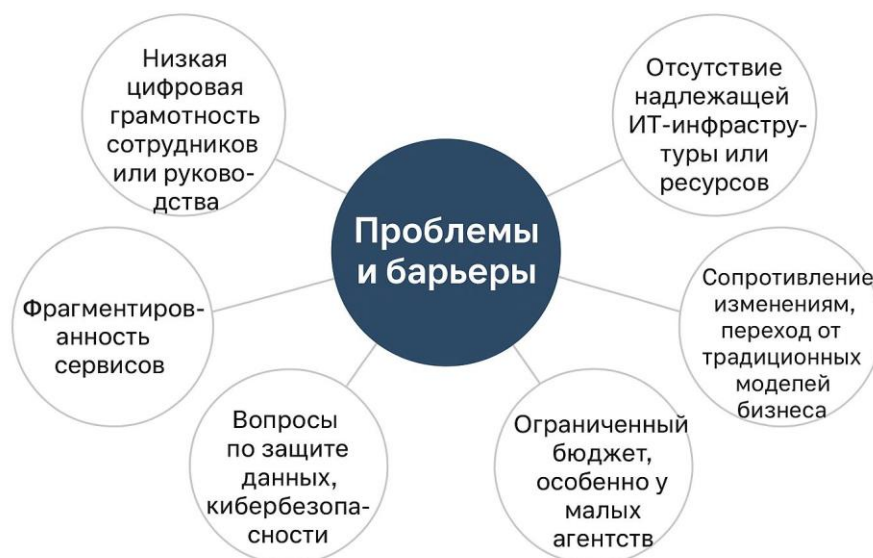 Низкая
цифровая
грамотность
сотрудников
или руково-
дства
Отсутствие
надлежащей
ИТ-инфрастру-
туры или
ресурсов
Проблемы
и барьеры
Фрагментиров-
анность
сервисов
Сопротивление
изменениям,
переход от
традиционных
моделей
бизнеса
Вопросы
по защите
данных,
кибербезопа-
сности
Ограниченный
бюджет,
особенно у
малых
агентств